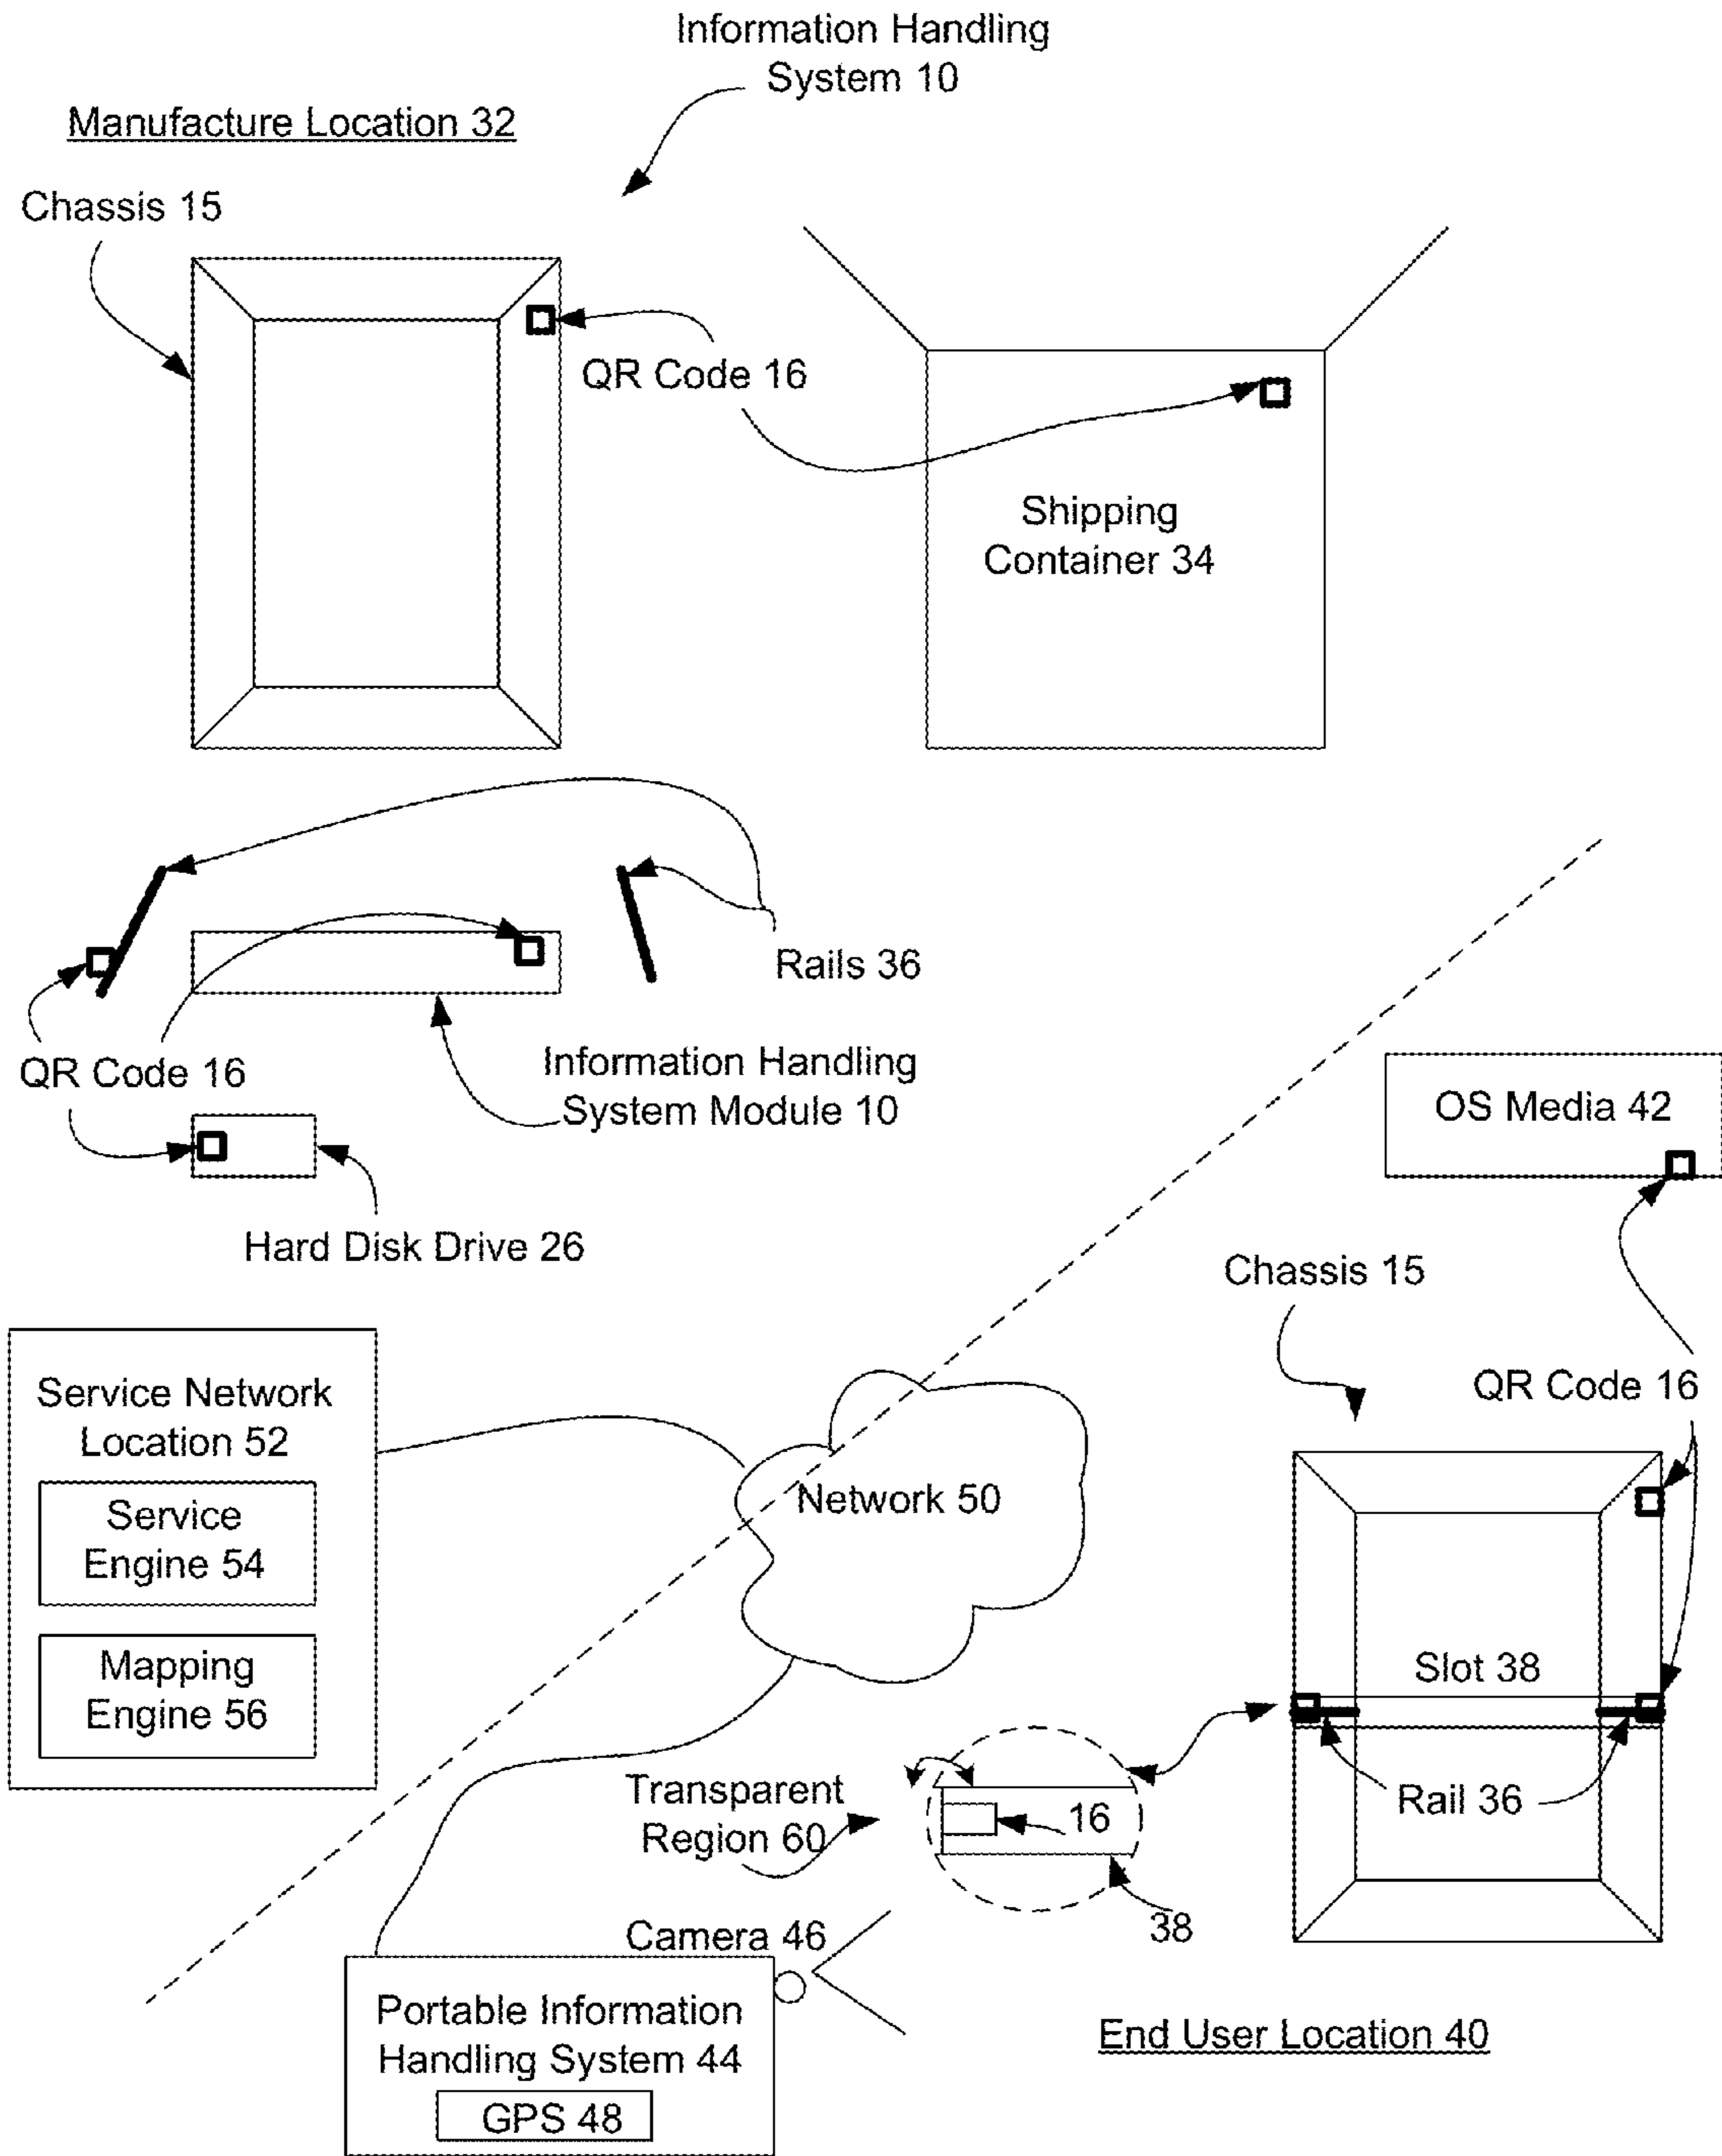 Information Handling
System 10
Manufacture Location 32
Chassis 15
QR Code 16
Shipping
Container 34
Rails 36
QR Code 16
Information Handling
System Module 10
Hard Disk Drive 26
OS Media 42
Chassis 15
QR Code 16
Service Network
Location 52
Service
Engine 54
Mapping
Engine 56
Network 50
Slot 38
Rail 36
Transparent
Region 60
16
38
Camera 46
Portable Information
Handling System 44
GPS 48
End User Location 40